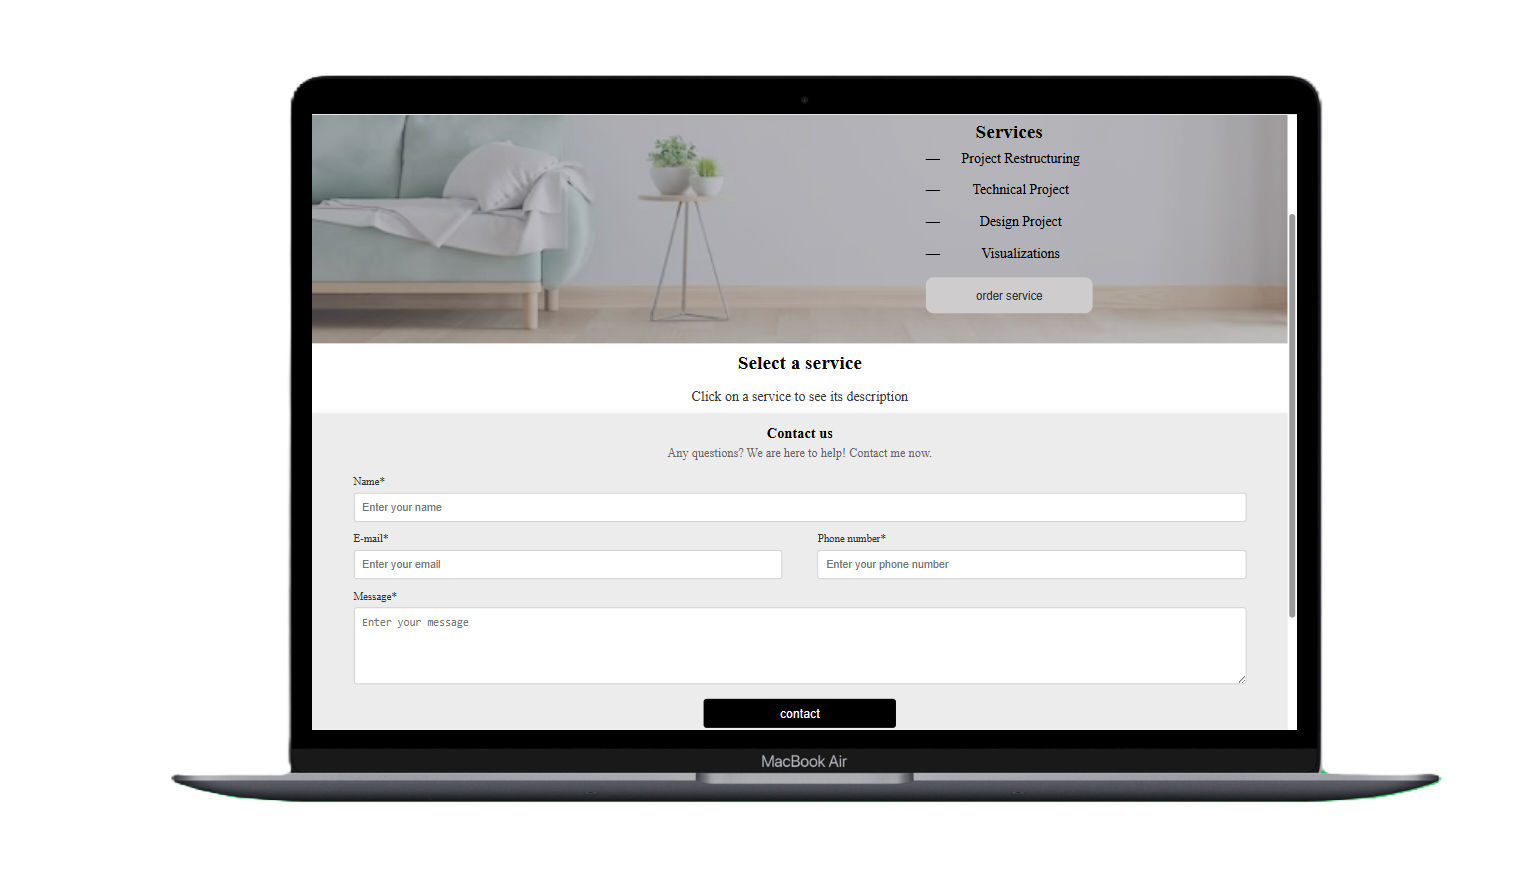 Services
— Project Restructuring
— Technical Project
— Design Project
— Visualizations
order service
Select a service
Click on a service to see its description
Contact us
Any questions? We are here to help! Contact me now.
Name*
Enter your name
E-mail* Phone number*
Enter your email Enter your phone number
Message*
Enter your message
contact
MacBook Air